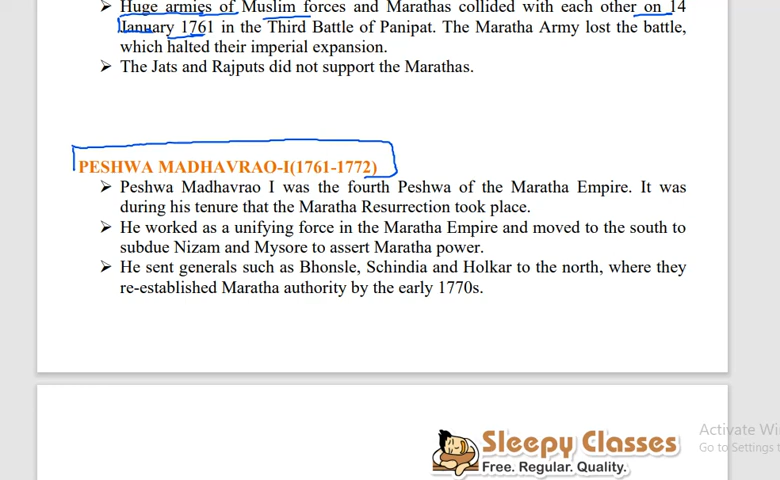 ➢ Huge armies of Muslim forces and Marathas collided with each other on 14
January 1761 in the Third Battle of Panipat. The Maratha Army lost the battle,
which halted their imperial expansion.
➢ The Jats and Rajputs did not support the Marathas.
PESHWA MADHAVRAO-I(1761-1772)
➢ Peshwa Madhavrao I was the fourth Peshwa of the Maratha Empire. It was
during his tenure that the Maratha Resurrection took place.
➢ He worked as a unifying force in the Maratha Empire and moved to the south to
subdue Nizam and Mysore to assert Maratha power.
➢ He sent generals such as Bhonsle, Schindia and Holkar to the north, where they
re-established Maratha authority by the early 1770s.
Activate Wi
Go to Settings t
Sleepy Classes
Free. Regular. Quality.